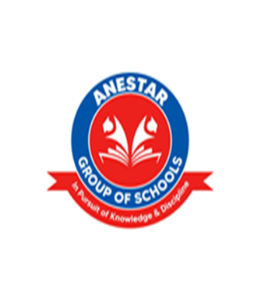 ANESTAR
GROUP OF SCHOOLS
In Pursuit of Knowledge & Discipline